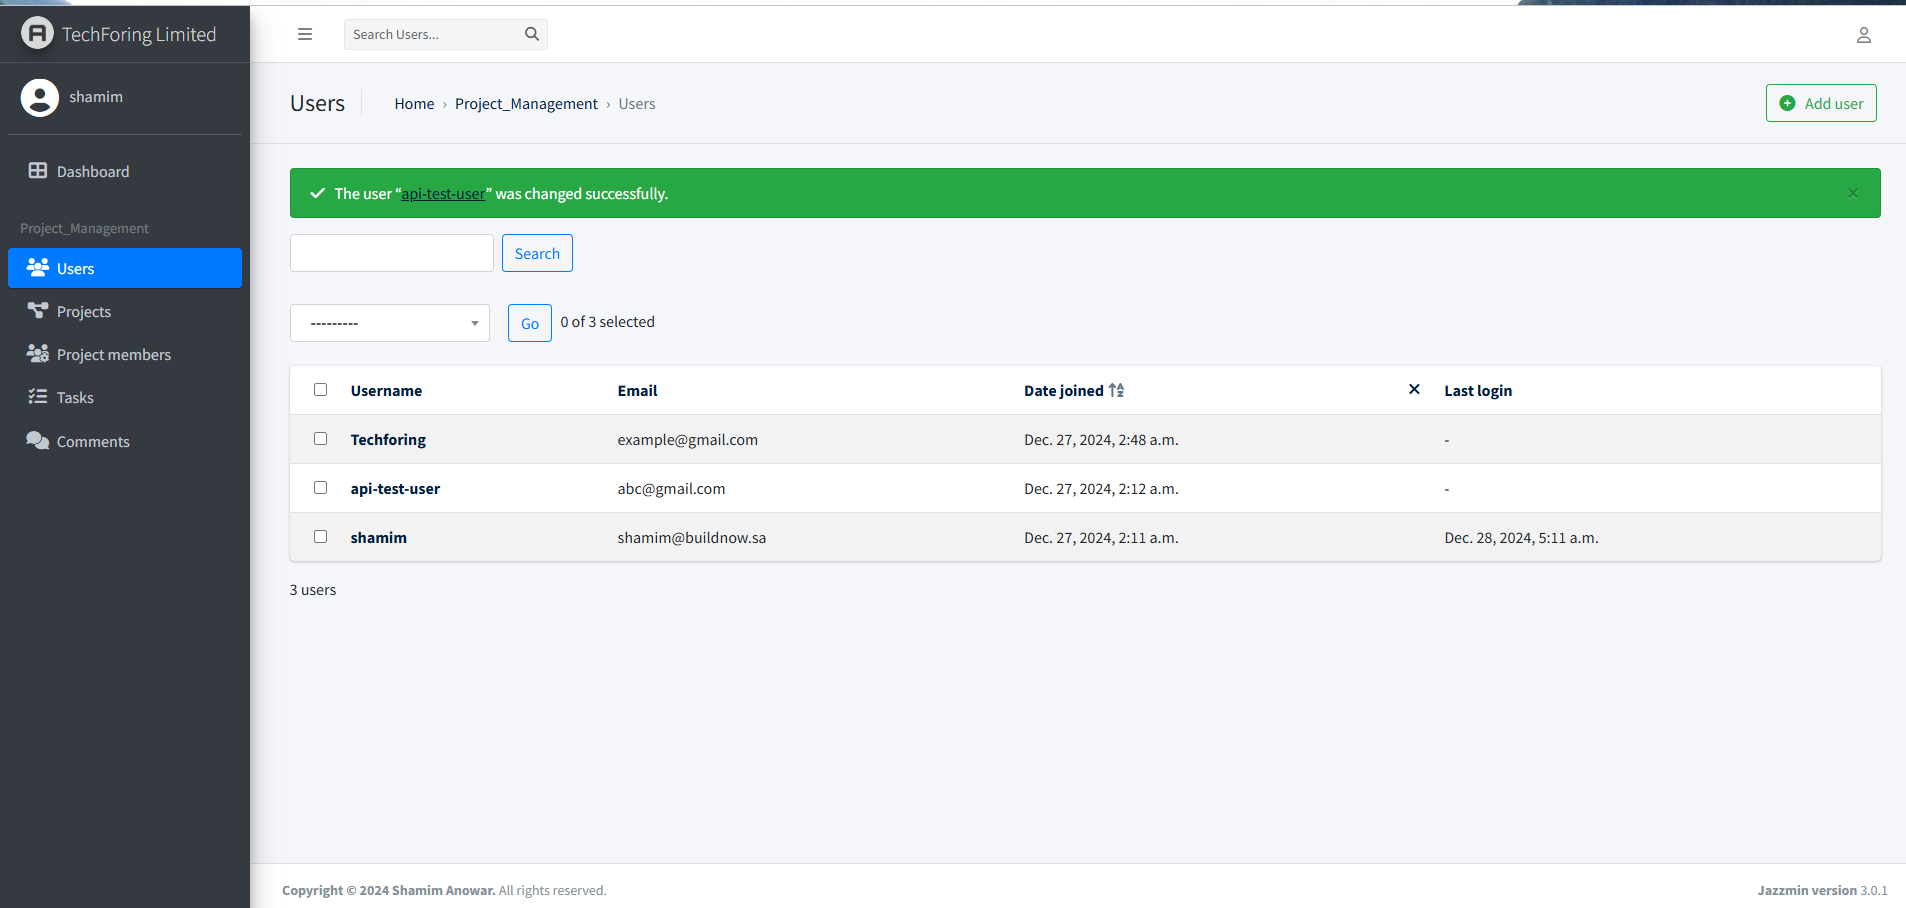 TechForing Limited
Search Users...
shamim
Users
Home › Project_Management › Users
Add user
Dashboard
The user “api-test-user” was changed successfully.
×
Project_Management
Search
Users
Projects
---------
Go
0 of 3 selected
Project members
Tasks
Comments
Username Email Date joined Last login
Techforing example@gmail.com Dec. 27, 2024, 2:48 a.m. -
api-test-user abc@gmail.com Dec. 27, 2024, 2:12 a.m. -
shamim shamim@buildnow.sa Dec. 27, 2024, 2:11 a.m. Dec. 28, 2024, 5:11 a.m.
3 users
Copyright © 2024 Shamim Anowar. All rights reserved.
Jazzmin version 3.0.1